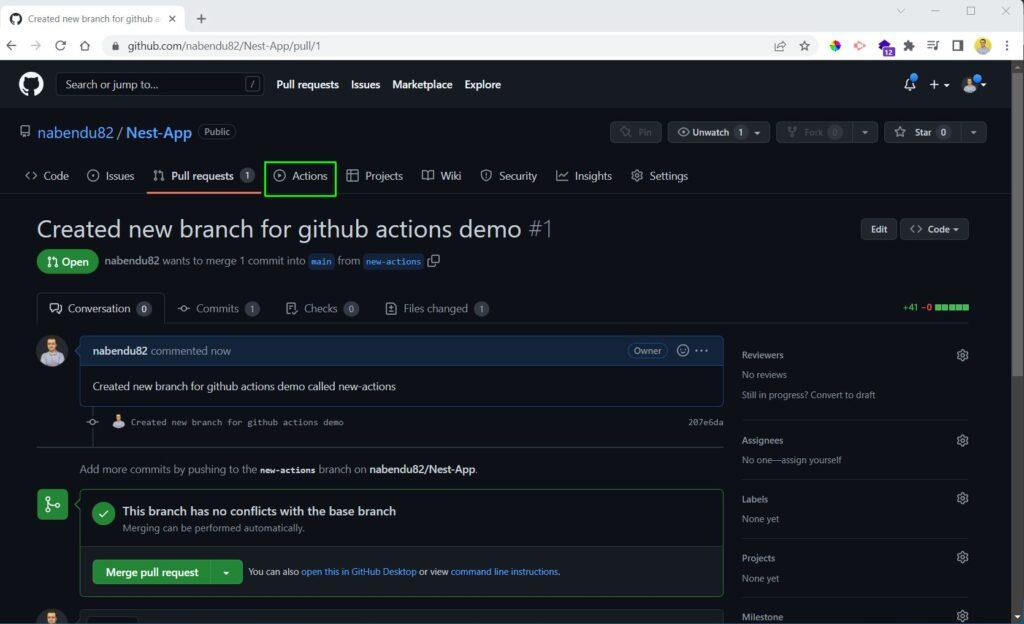 Created new branch for github a
github.com/nabendu82/Nest-App/pull/1
12
Search or jump to... /
Pull requests Issues Marketplace Explore
nabendu82 / Nest-App Public
Pin Unwatch 1 Fork 0 Star 0
Code Issues Pull requests 1 Actions Projects Wiki Security Insights Settings
Created new branch for github actions demo #1
Edit <> Code
Open nabendu82 wants to merge 1 commit into main from new-actions
Conversation 0 Commits 1 Checks 0 Files changed 1
+41 −0
nabendu82 commented now Owner
Created new branch for github actions demo called new-actions
Created new branch for github actions demo 207e6da
Add more commits by pushing to the new-actions branch on nabendu82/Nest-App.
This branch has no conflicts with the base branch
Merging can be performed automatically.
Merge pull request You can also open this in GitHub Desktop or view command line instructions.
Reviewers
No reviews
Still in progress? Convert to draft
Assignees
No one—assign yourself
Labels
None yet
Projects
None yet
Milestone